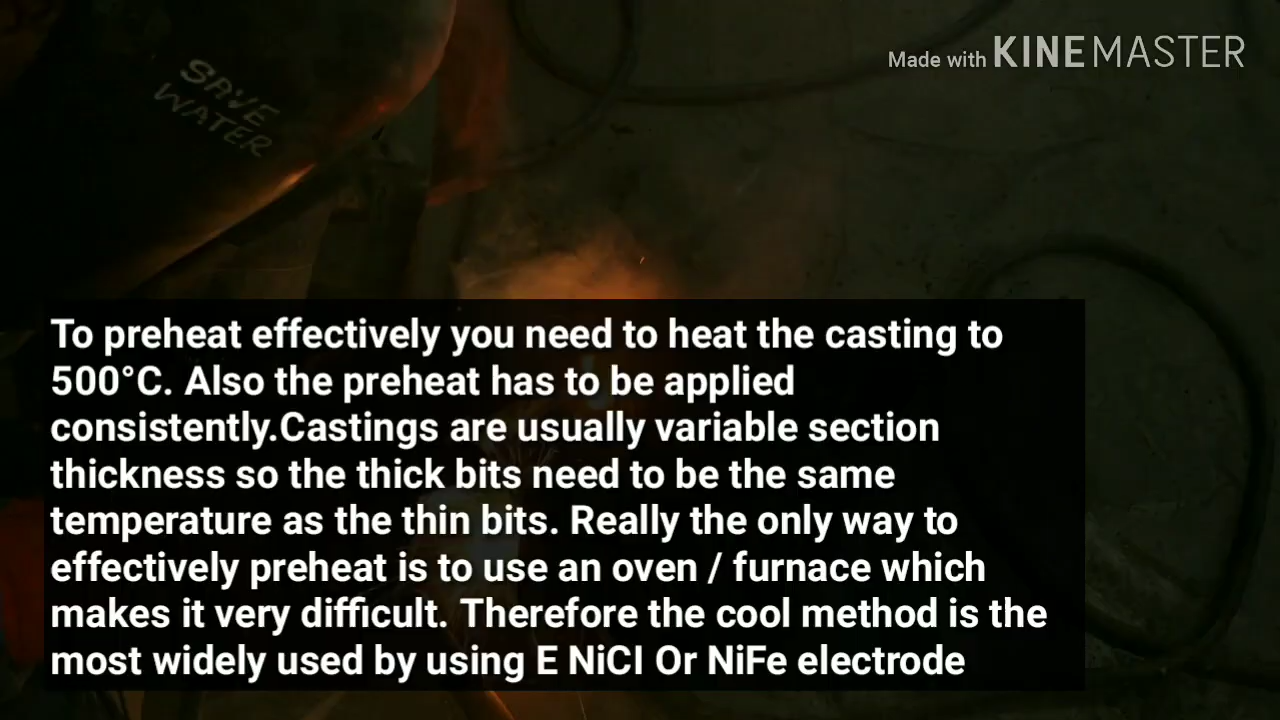 SAVE
WATER
Made with KINEMASTER
To preheat effectively you need to heat the casting to
500°C. Also the preheat has to be applied
consistently.Castings are usually variable section
thickness so the thick bits need to be the same
temperature as the thin bits. Really the only way to
effectively preheat is to use an oven / furnace which
makes it very difficult. Therefore the cool method is the
most widely used by using E NiCI Or NiFe electrode